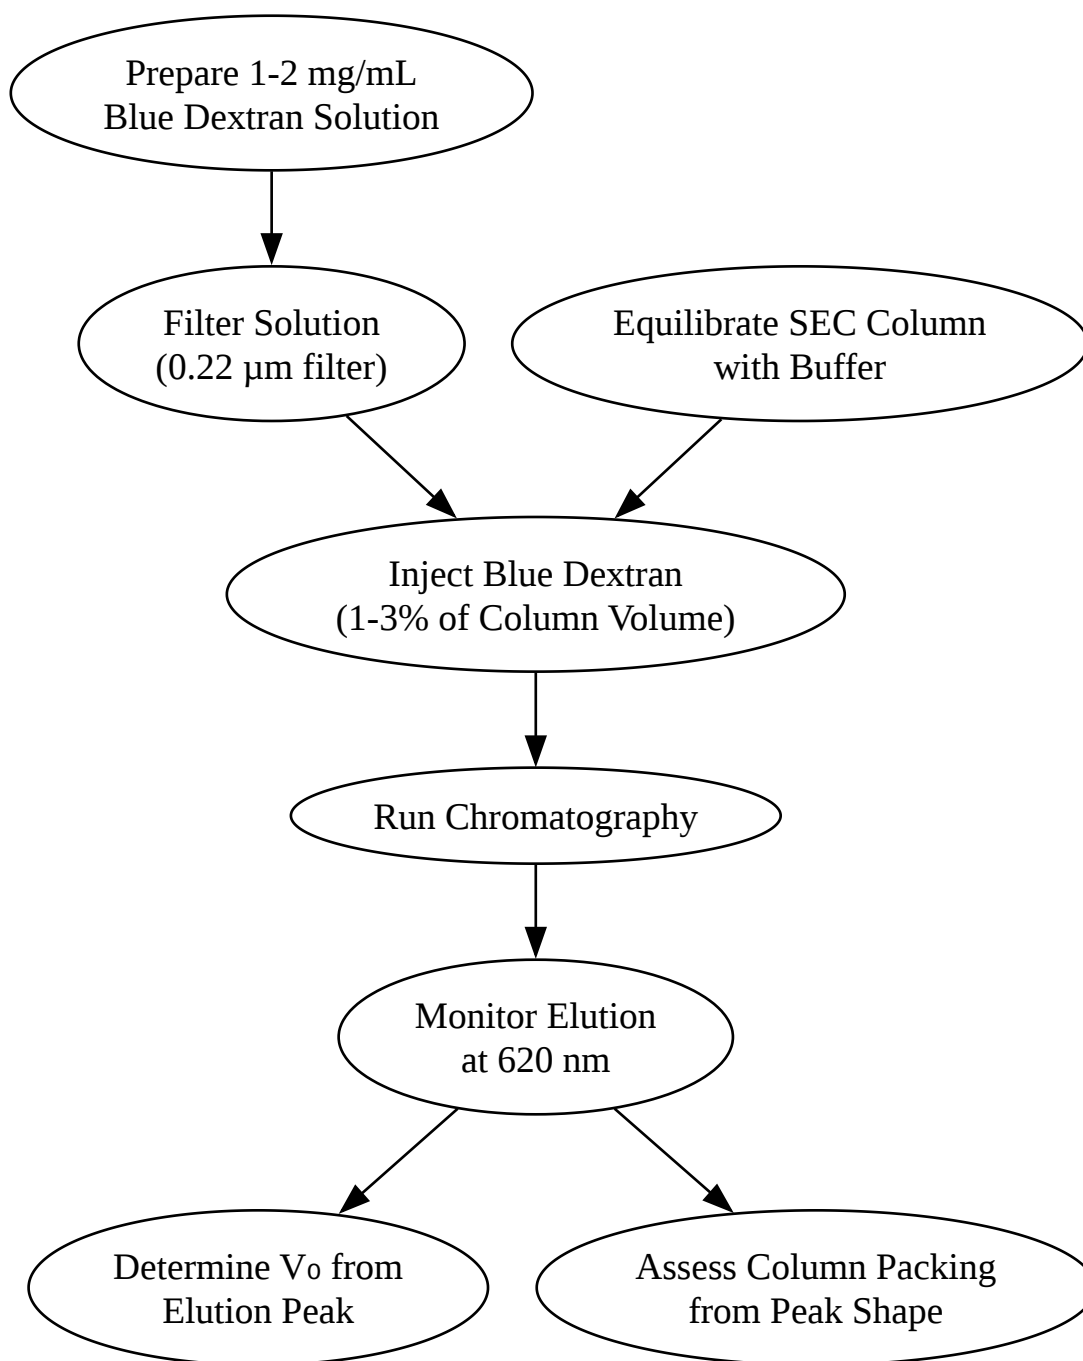 Prepare 1-2 mg/mL
Blue Dextran Solution
Filter Solution
(0.22 µm filter)
Equilibrate SEC Column
with Buffer
Inject Blue Dextran
(1-3% of Column Volume)
Run Chromatography
Monitor Elution
at 620 nm
Determine V₀ from
Elution Peak
Assess Column Packing
from Peak Shape